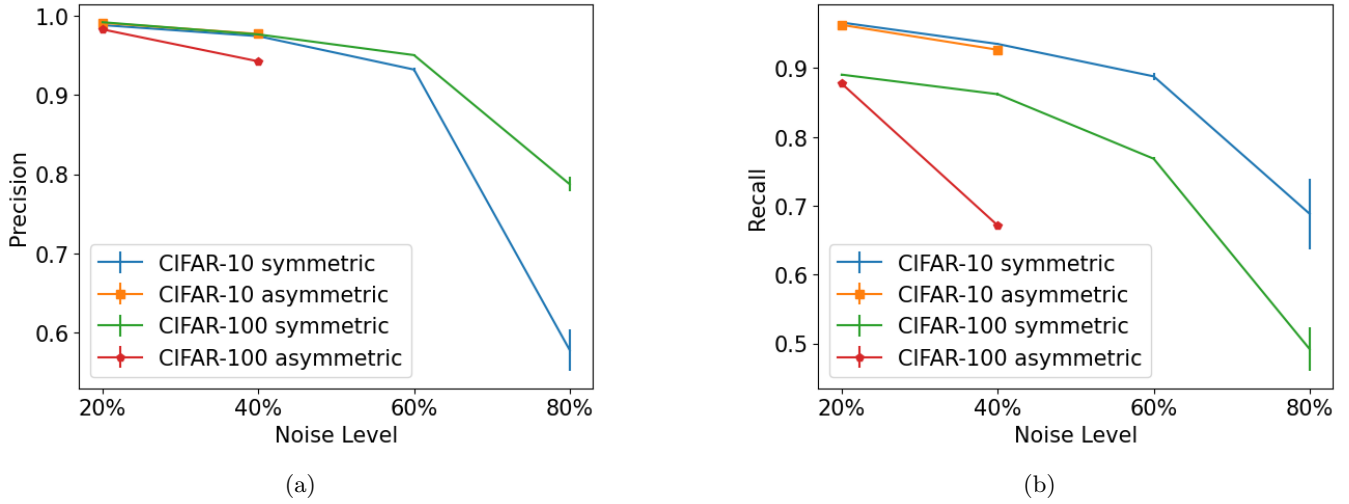 1.0
0.9
0.8
0.7
0.6
Precision
CIFAR-10 symmetric
CIFAR-10 asymmetric
CIFAR-100 symmetric
CIFAR-100 asymmetric
20% 40% 60% 80%
Noise Level
(a)
0.9
0.8
0.7
0.6
0.5
Recall
CIFAR-10 symmetric
CIFAR-10 asymmetric
CIFAR-100 symmetric
CIFAR-100 asymmetric
20% 40% 60% 80%
Noise Level
(b)